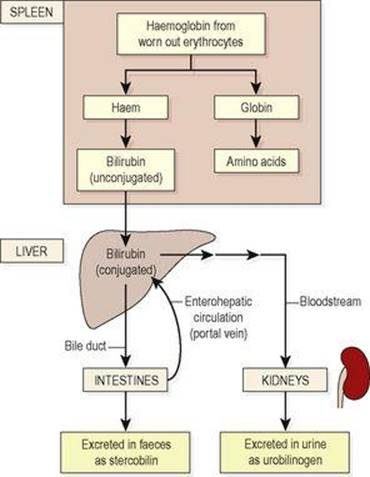 SPLEEN
Haemoglobin from
worn out erythrocytes
Haem
Globin
Bilirubin
(unconjugated)
Amino acids
LIVER
Bilirubin
(conjugated)
Enterohepatic
circulation
(portal vein)
Bloodstream
Bile duct
INTESTINES
KIDNEYS
Excreted in faeces
as stercobilin
Excreted in urine
as urobilinogen